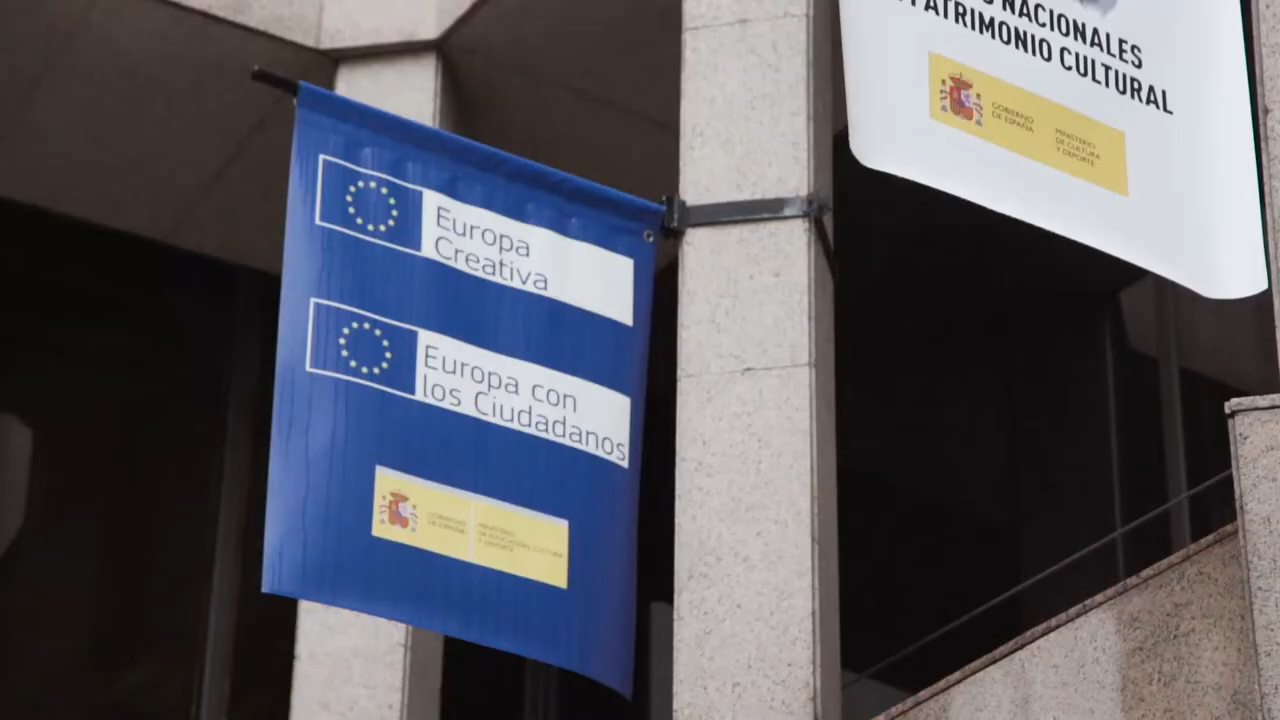 Europa
Creativa
Europa con
los Ciudadanos
GOBIERNO
DE ESPAÑA
MINISTERIO
DE EDUCACIÓN, CULTURA
Y DEPORTE
NACIONALES
PATRIMONIO CULTURAL
GOBIERNO
DE ESPAÑA
MINISTERIO
DE CULTURA
Y DEPORTE